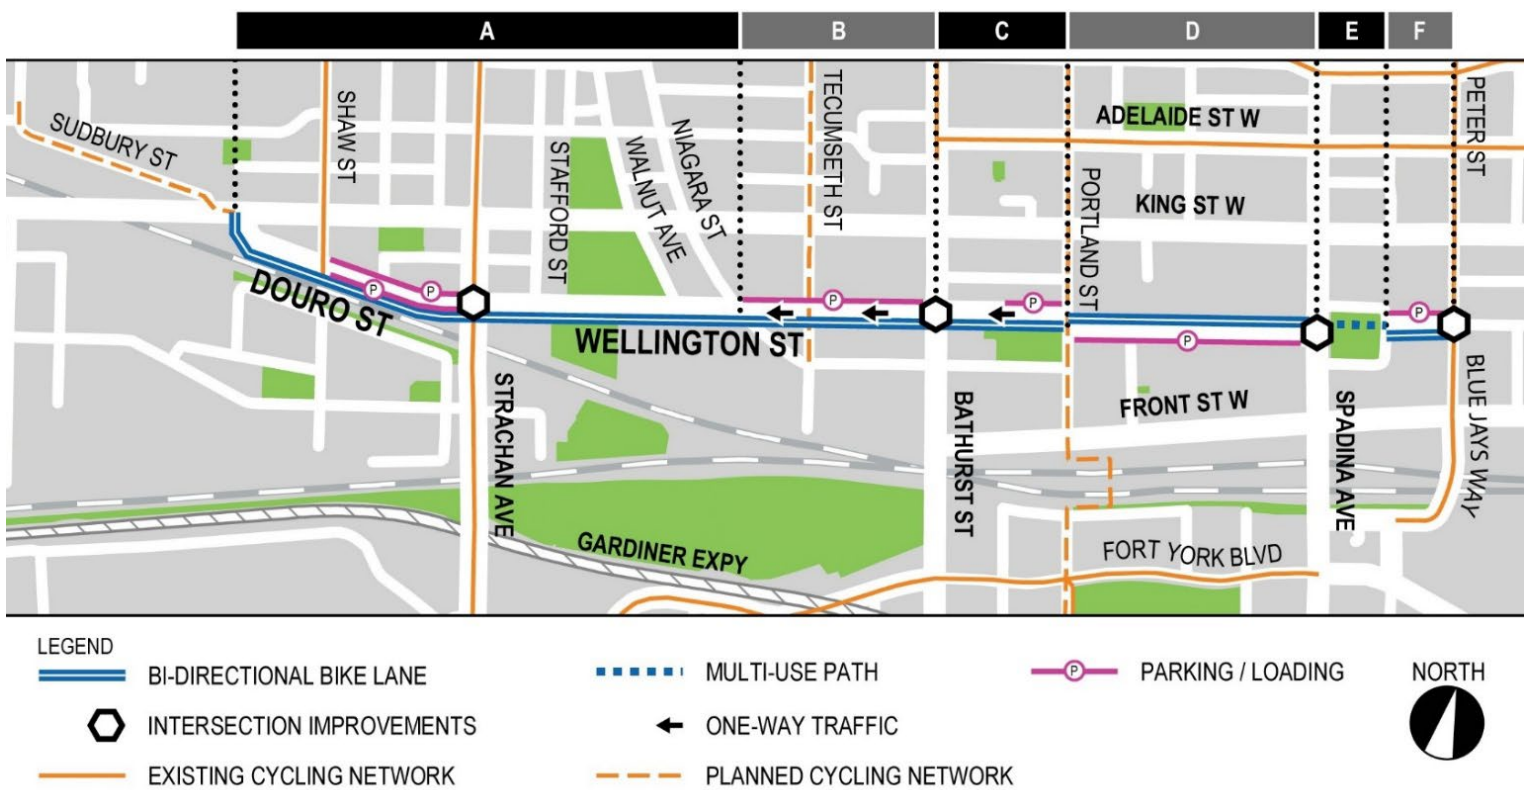 A B C D E F
SUDBURY ST
SHAW ST
STAFFORD ST
WALNUT AVE
NIAGARA ST
TECUMSETH ST
ADELAIDE ST W
PORTLAND ST
KING ST W
PETER ST
DOURO ST
P
P
P
P
P
P
WELLINGTON ST
STRACHAN AVE
BATHURST ST
FRONT ST W
SPADINA AVE
BLUE JAYS WAY
GARDINER EXPY
FORT YORK BLVD
LEGEND
BI-DIRECTIONAL BIKE LANE
MULTI-USE PATH
P PARKING / LOADING
NORTH
INTERSECTION IMPROVEMENTS
ONE-WAY TRAFFIC
EXISTING CYCLING NETWORK
PLANNED CYCLING NETWORK